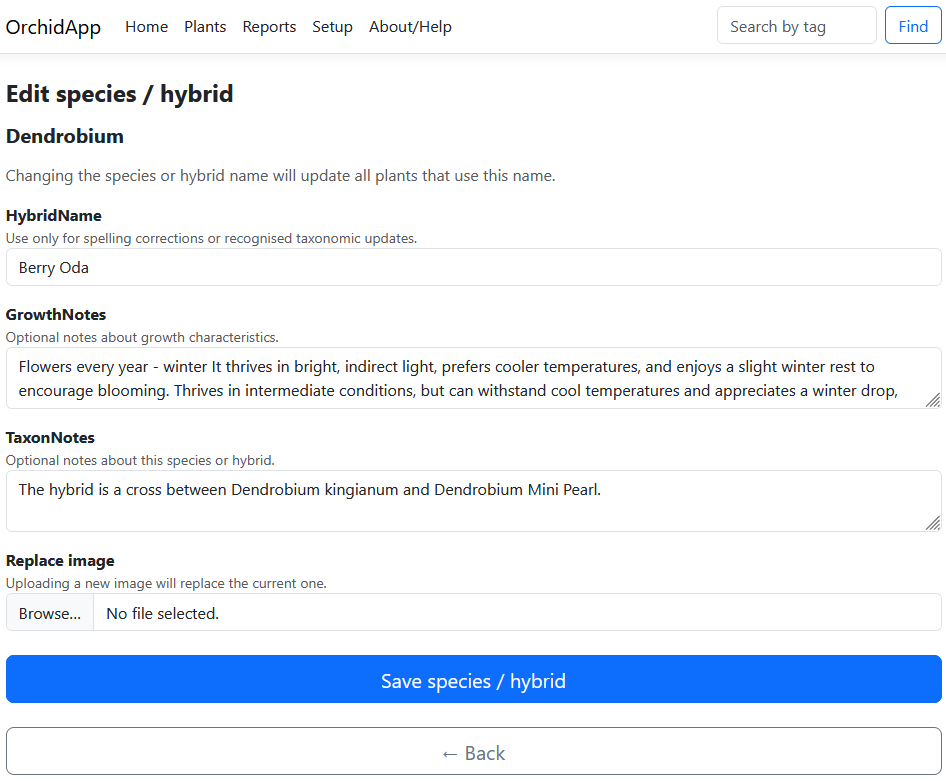 OrchidApp Home Plants Reports Setup About/Help Search by tag Find
Edit species / hybrid
Dendrobium
Changing the species or hybrid name will update all plants that use this name.
HybridName
Use only for spelling corrections or recognised taxonomic updates.
Berry Oda
GrowthNotes
Optional notes about growth characteristics.
Flowers every year - winter It thrives in bright, indirect light, prefers cooler temperatures, and enjoys a slight winter rest to
encourage blooming. Thrives in intermediate conditions, but can withstand cool temperatures and appreciates a winter drop,
TaxonNotes
Optional notes about this species or hybrid.
The hybrid is a cross between Dendrobium kingianum and Dendrobium Mini Pearl.
Replace image
Uploading a new image will replace the current one.
Browse... No file selected.
Save species / hybrid
← Back